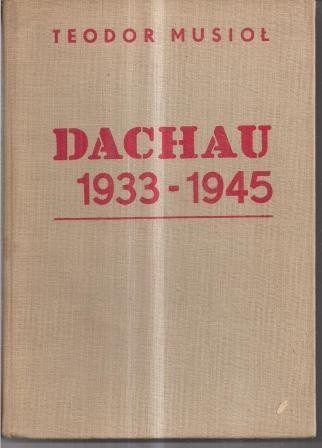 TEODOR MUSIOŁ
DACHAU
1933-1945